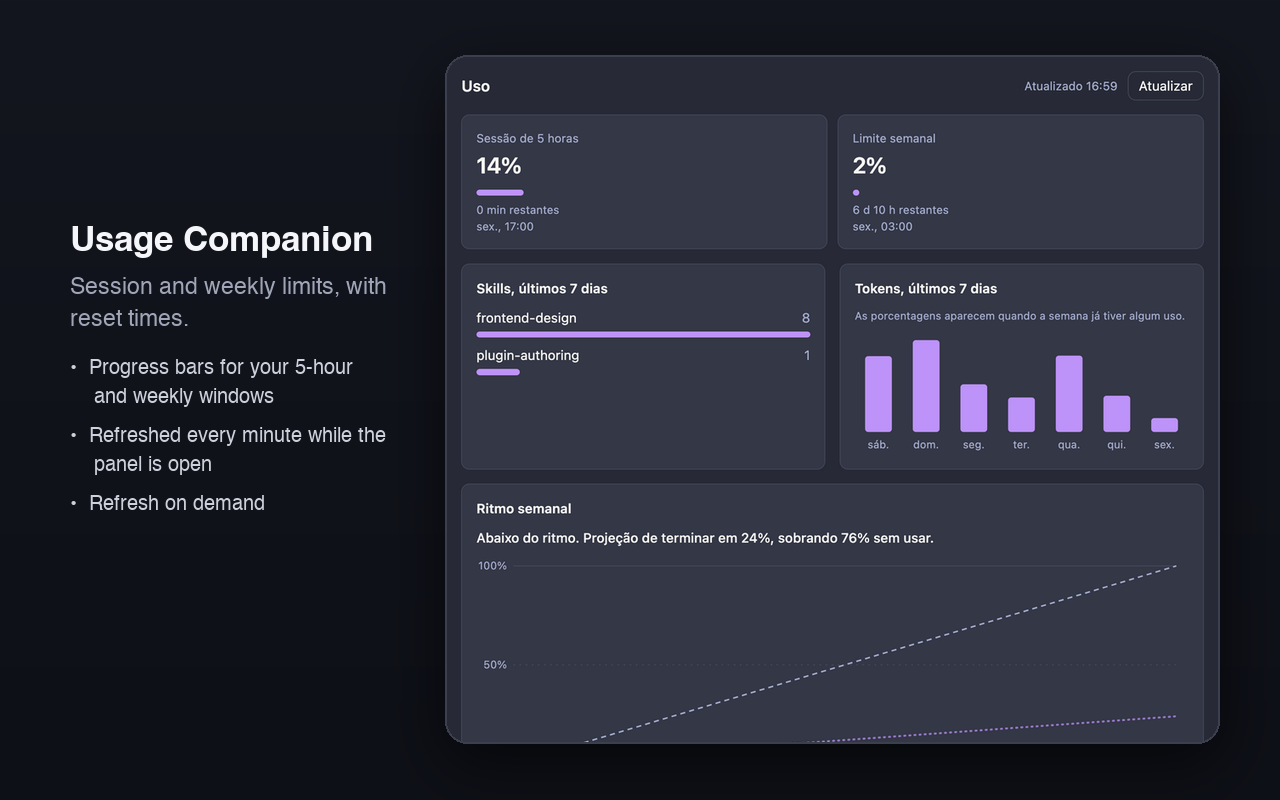 Usage Companion
Session and weekly limits, with
reset times.
• Progress bars for your 5-hour
and weekly windows
• Refreshed every minute while the
panel is open
• Refresh on demand
Uso
Atualizado 16:59
Atualizar
Sessão de 5 horas
14%
0 min restantes
sex., 17:00
Limite semanal
2%
6 d 10 h restantes
sex., 03:00
Skills, últimos 7 dias
frontend-design 8
plugin-authoring 1
Tokens, últimos 7 dias
As porcentagens aparecem quando a semana já tiver algum uso.
sáb. dom. seg. ter. qua. qui. sex.
Ritmo semanal
Abaixo do ritmo. Projeção de terminar em 24%, sobrando 76% sem usar.
100%
50%